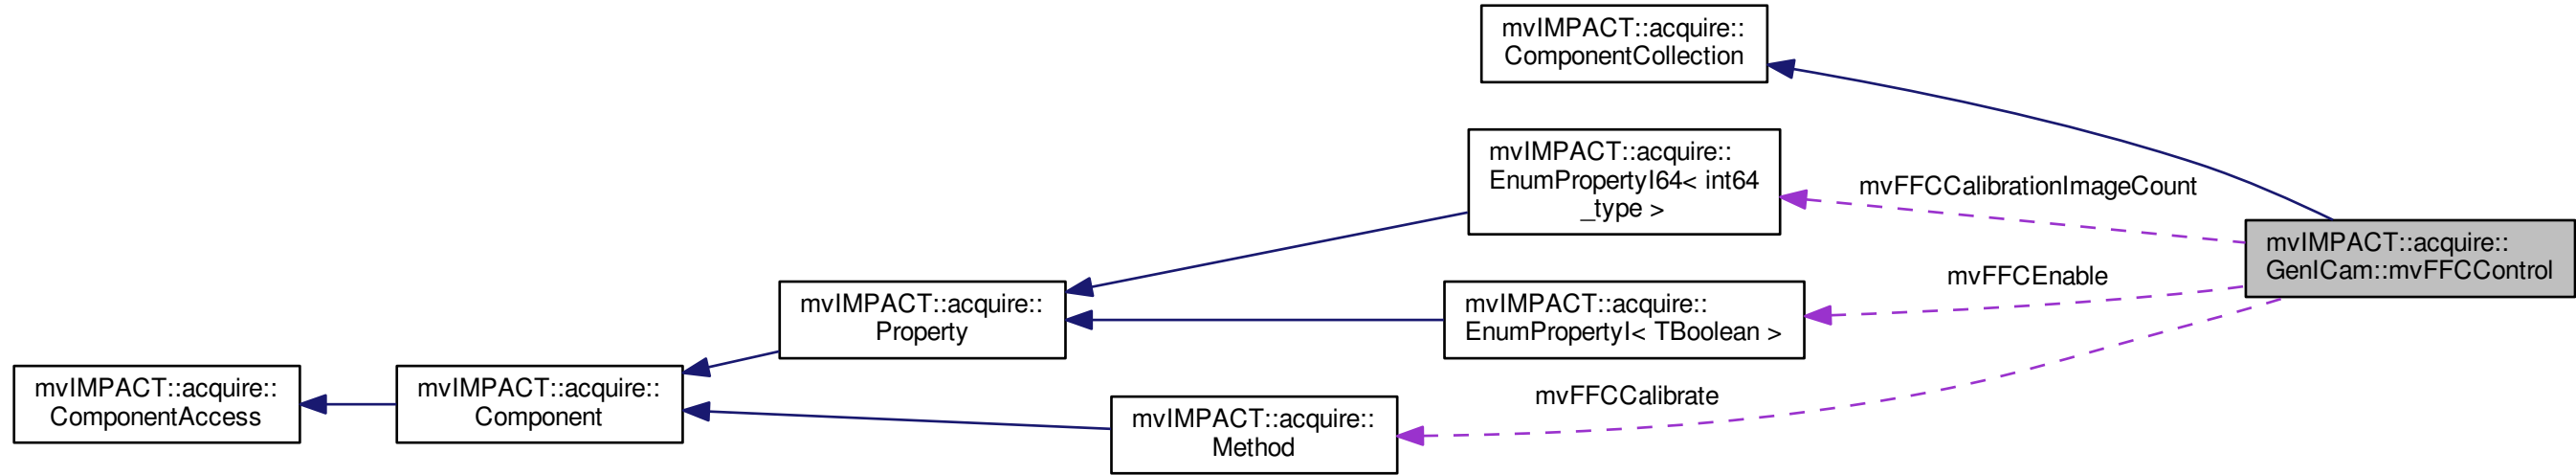 mvIMPACT::acquire::
ComponentCollection
mvIMPACT::acquire::
EnumPropertyI64< int64
_type >
mvFFCCalibrationImageCount
mvIMPACT::acquire::
GenICam::mvFFCControl
mvFFCEnable
mvIMPACT::acquire::
Property
mvIMPACT::acquire::
EnumPropertyI< TBoolean >
mvIMPACT::acquire::
ComponentAccess
mvIMPACT::acquire::
Component
mvFFCCalibrate
mvIMPACT::acquire::
Method